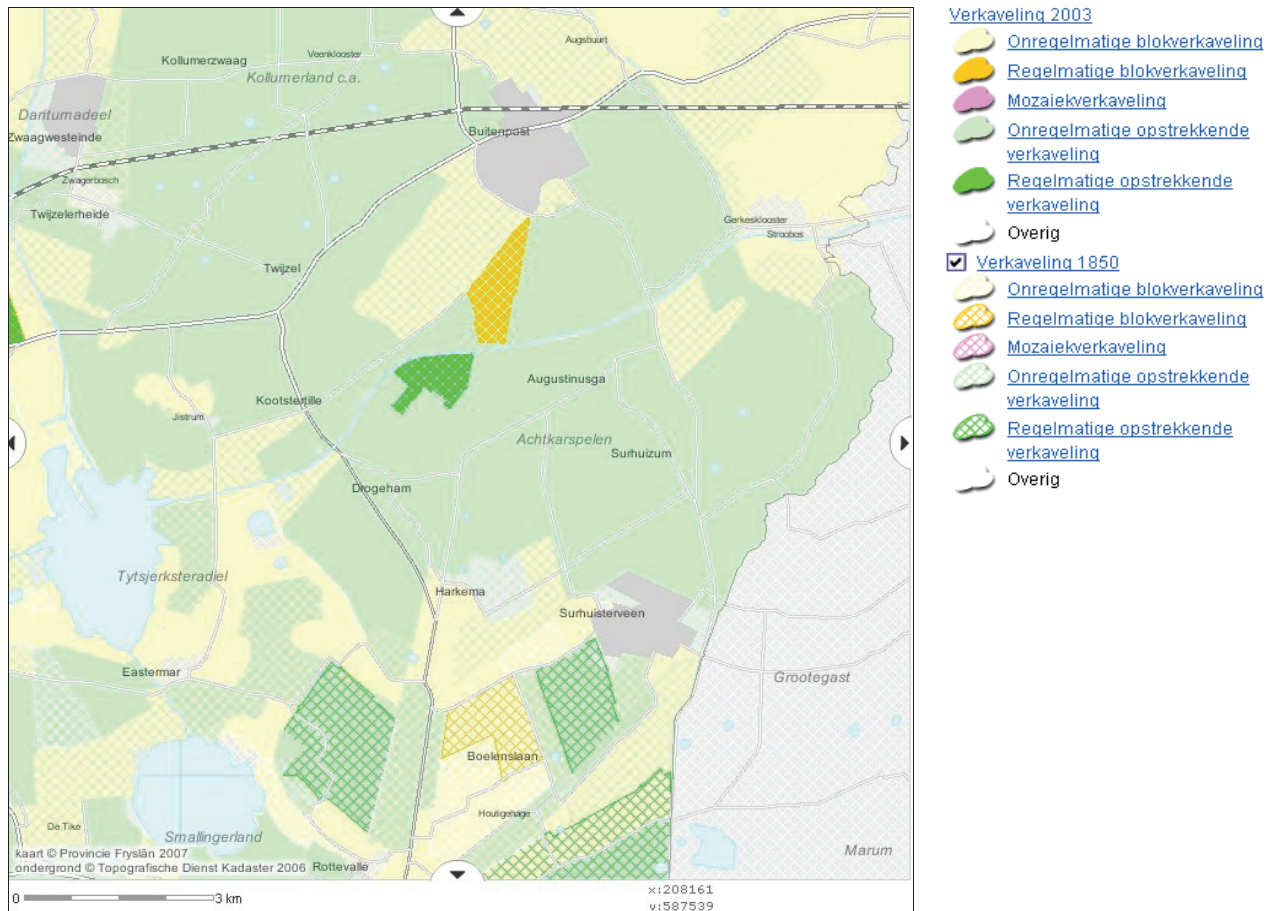 Augsbuurt
Veenklooster
Kollumerzwaag
Kollumerland c.a.
Dantumadeel
Zwaagwesteinde
Buitenpost
Zwagerbosch
Twijzelerheide
Gerkesklooster
Stroobos
Twijzel
Augustinusga
Kootstertille
Jistrum
Achtkarspelen
Surhuizum
Drogeham
Tytsjerksteradiel
Harkema
Surhuisterveen
Eastermar
Grootegast
Boelenslaan
Houtigehage
De Tike
Smallingerland
Marum
kaart © Provincie Fryslân 2007
ondergrond © Topografische Dienst Kadaster 2006
Rottevalle
0 3 km
x:208161
y:587539
Verkaveling 2003
Onregelmatige blokverkaveling
Regelmatige blokverkaveling
Mozaiekverkaveling
Onregelmatige opstrekkende
verkaveling
Regelmatige opstrekkende
verkaveling
Overig
Verkaveling 1850
Onregelmatige blokverkaveling
Regelmatige blokverkaveling
Mozaiekverkaveling
Onregelmatige opstrekkende
verkaveling
Regelmatige opstrekkende
verkaveling
Overig